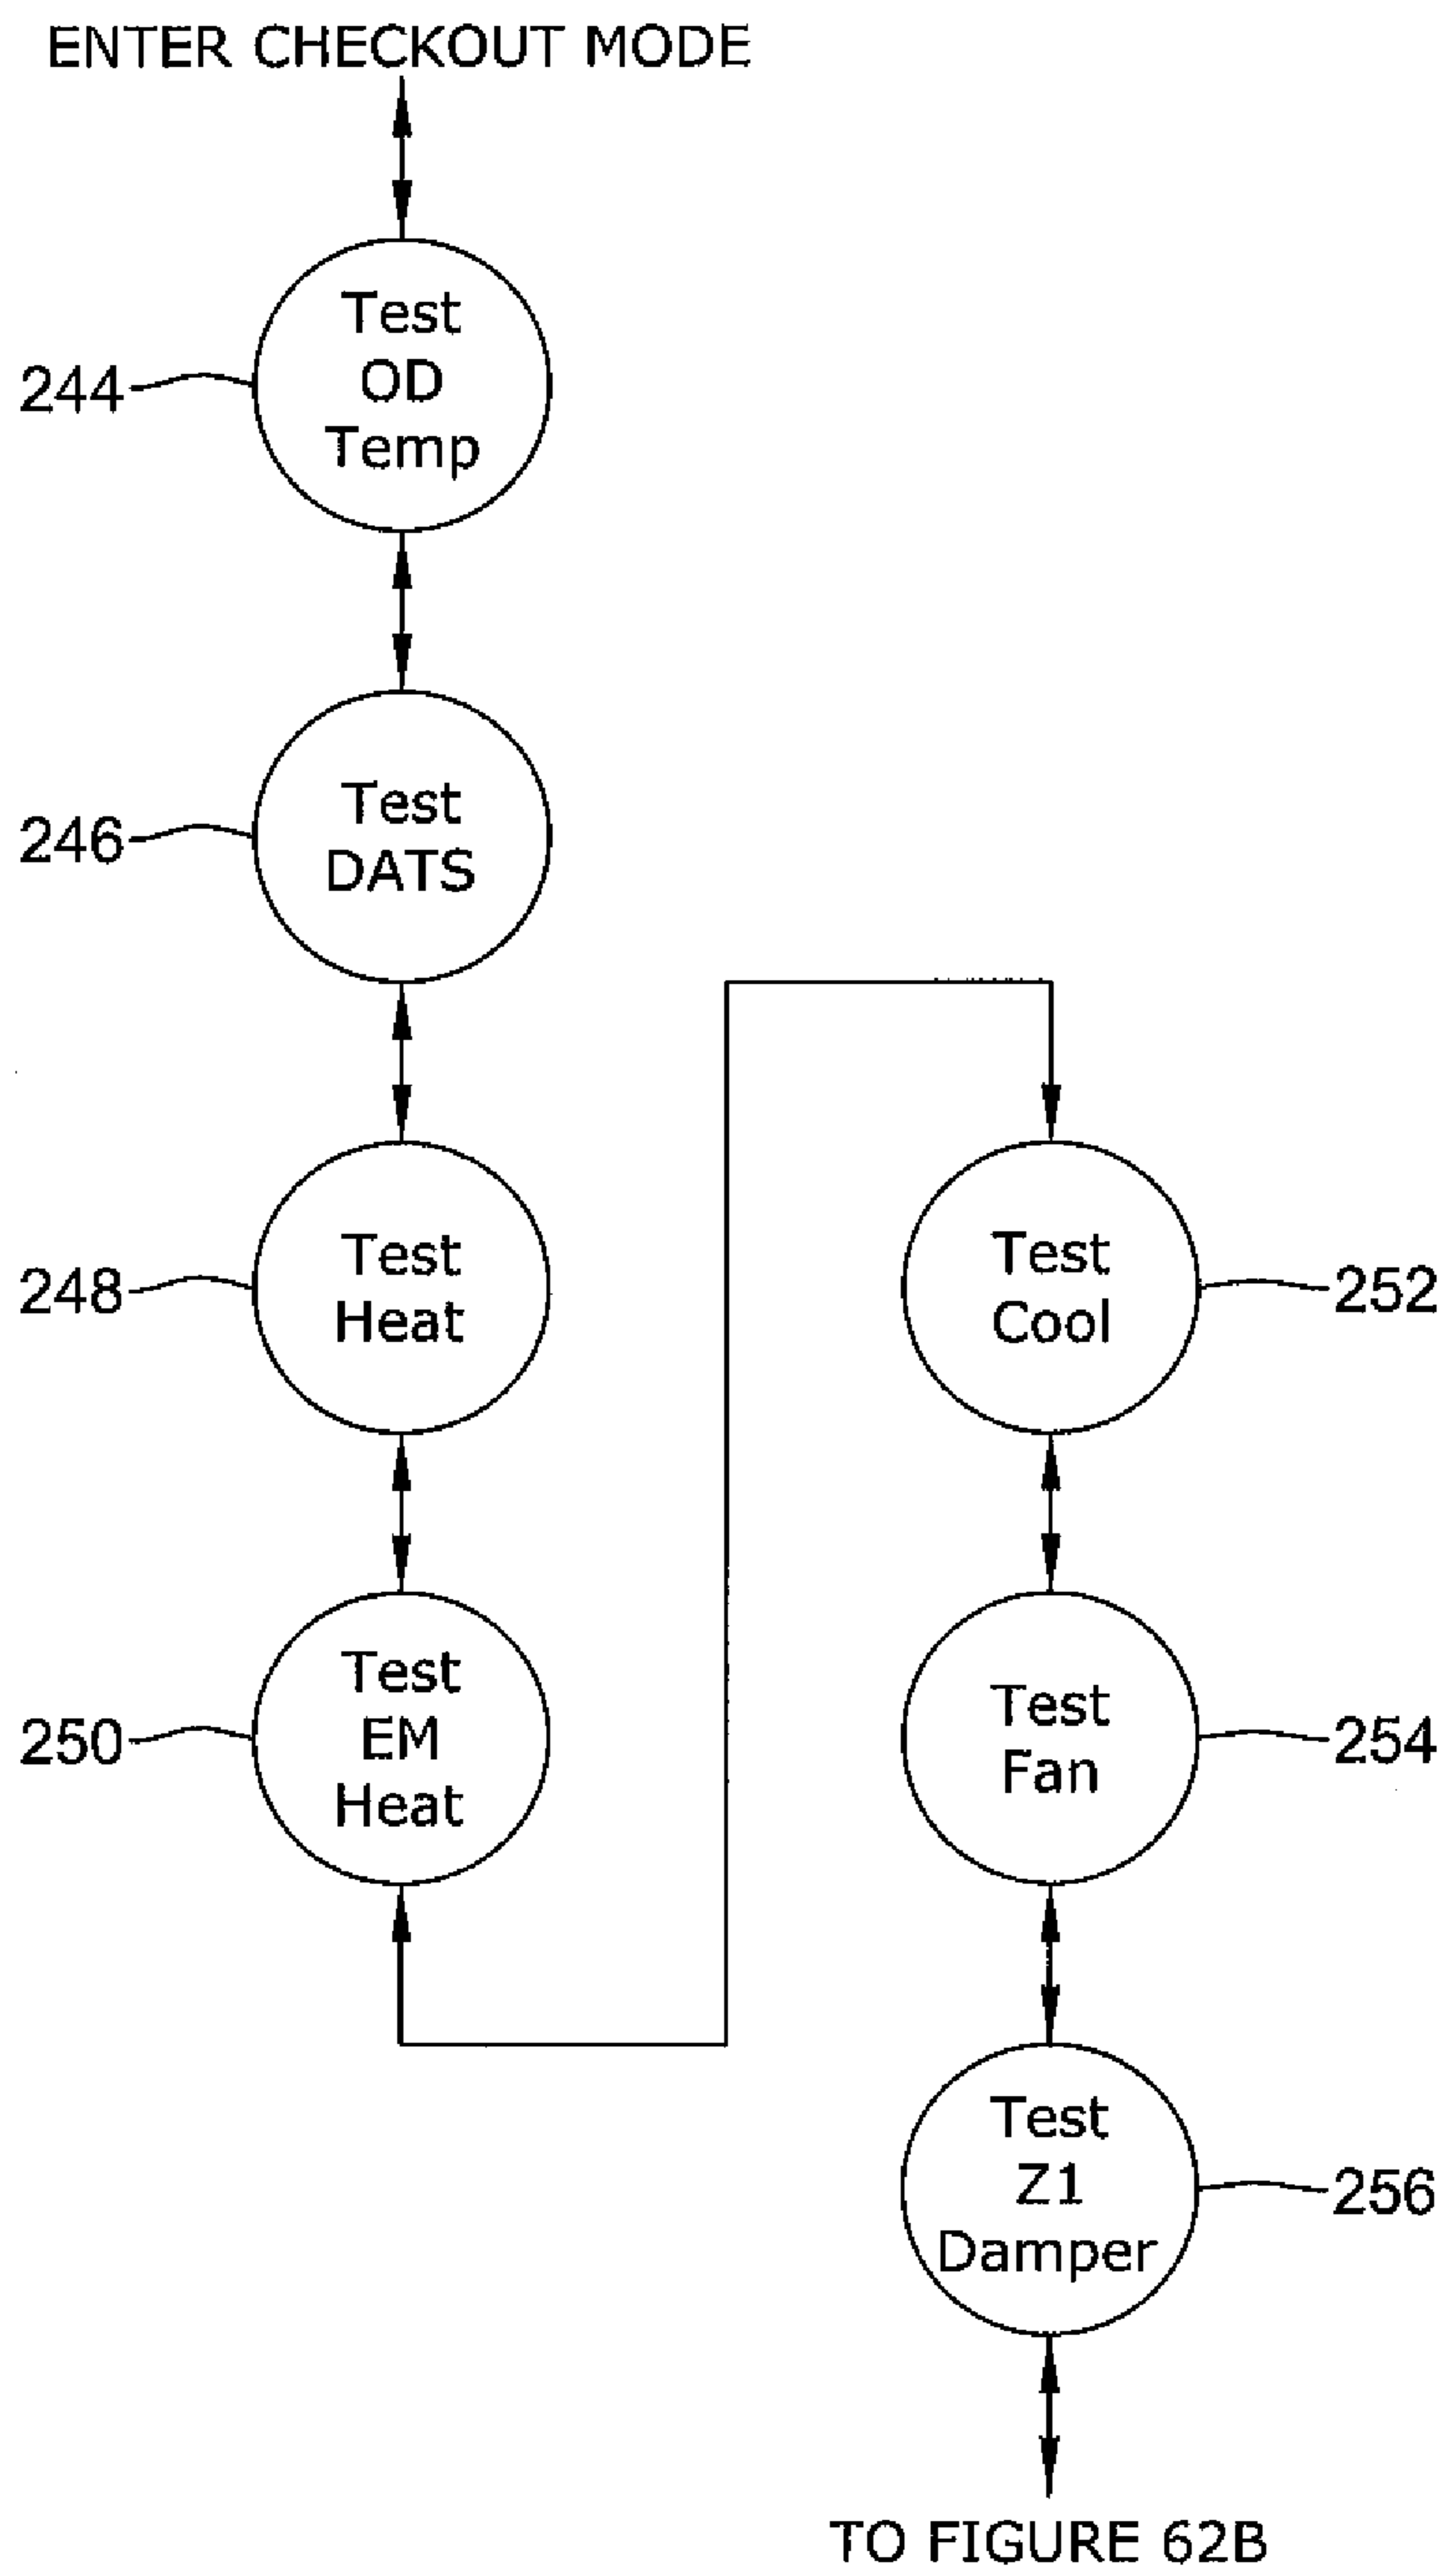 ENTER CHECKOUT MODE
244
Test
OD
Temp
246
Test
DATS
248
Test
Heat
250
Test
EM
Heat
Test
Cool
252
Test
Fan
254
Test
Z1
Damper
256
TO FIGURE 62B